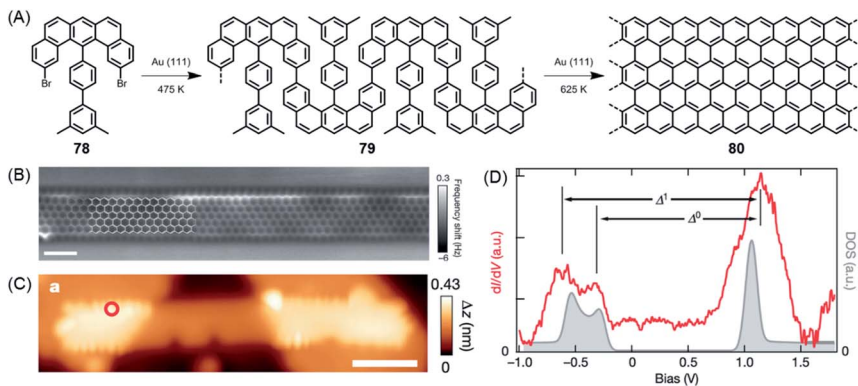 (A)
Br
Br
78
Au (111)
475 K
79
Au (111)
625 K
80
(B)
0.3
Frequency shift (Hz)
-6
(C)
a
0.43
Δz (nm)
0
(D)
Δ¹
Δ⁰
dI/dV (a.u.)
DOS (a.u.)
0
0
-1.0 -0.5 0 0.5 1.0 1.5
Bias (V)